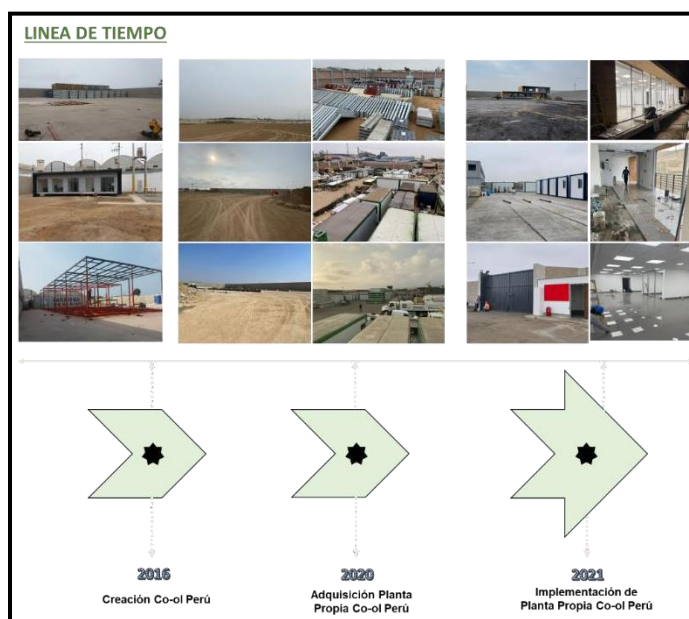 LINEA DE TIEMPO
2016
Creación Co-ol Perú
2020
Adquisición Planta
Propia Co-ol Perú
2021
Implementación de
Planta Propia Co-ol Perú